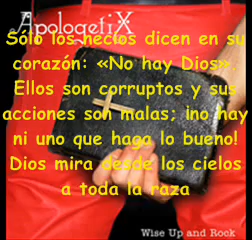 ApologetiX
Sólo los necios dicen en su
corazón: «No hay Dios».
Ellos son corruptos y sus
acciones son malas; ¡no hay
ni uno que haga lo bueno!
Dios mira desde los cielos
a toda la raza
Wise Up and Rock